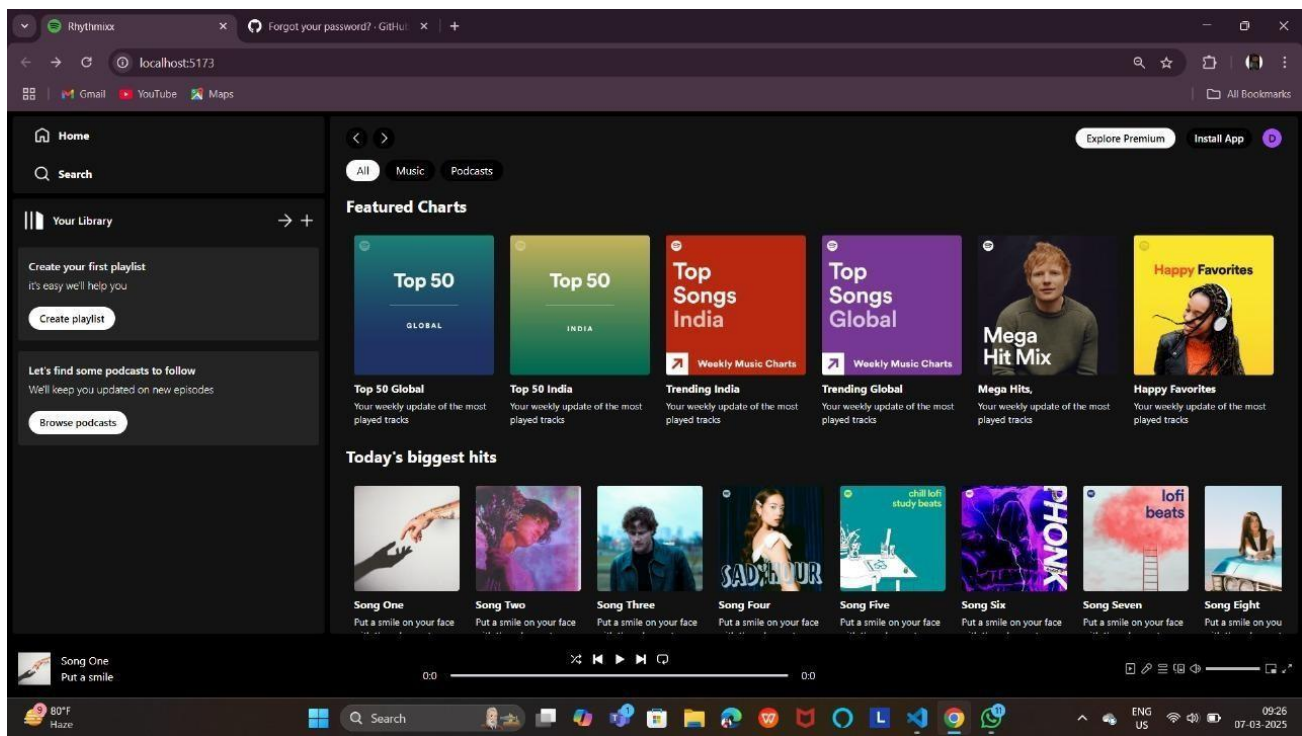 Rhythmixx
Forgot your password? · GitHub
localhost:5173
Gmail
YouTube
Maps
All Bookmarks
Home
Search
Your Library
Create your first playlist
it's easy we'll help you
Create playlist
Let's find some podcasts to follow
We'll keep you updated on new episodes
Browse podcasts
Explore Premium
Install App
D
All
Music
Podcasts
Featured Charts
Top 50
GLOBAL
Top 50
INDIA
Top
Songs
India
Weekly Music Charts
Top
Songs
Global
Weekly Music Charts
Mega
Hit Mix
Happy Favorites
Top 50 Global
Your weekly update of the most
played tracks
Top 50 India
Your weekly update of the most
played tracks
Trending India
Your weekly update of the most
played tracks
Trending Global
Your weekly update of the most
played tracks
Mega Hits,
Your weekly update of the most
played tracks
Happy Favorites
Your weekly update of the most
played tracks
Today's biggest hits
SAD HOUR
chill lofi
study beats
PHONK
lofi
beats
Song One
Put a smile on your face
Song Two
Put a smile on your face
Song Three
Put a smile on your face
Song Four
Put a smile on your face
Song Five
Put a smile on your face
Song Six
Put a smile on your face
Song Seven
Put a smile on your face
Song Eight
Put a smile on you
Song One
Put a smile
0:0
0:0
9
80°F
Haze
Search
1
L
11
ENG
US
09:26
07-03-2025